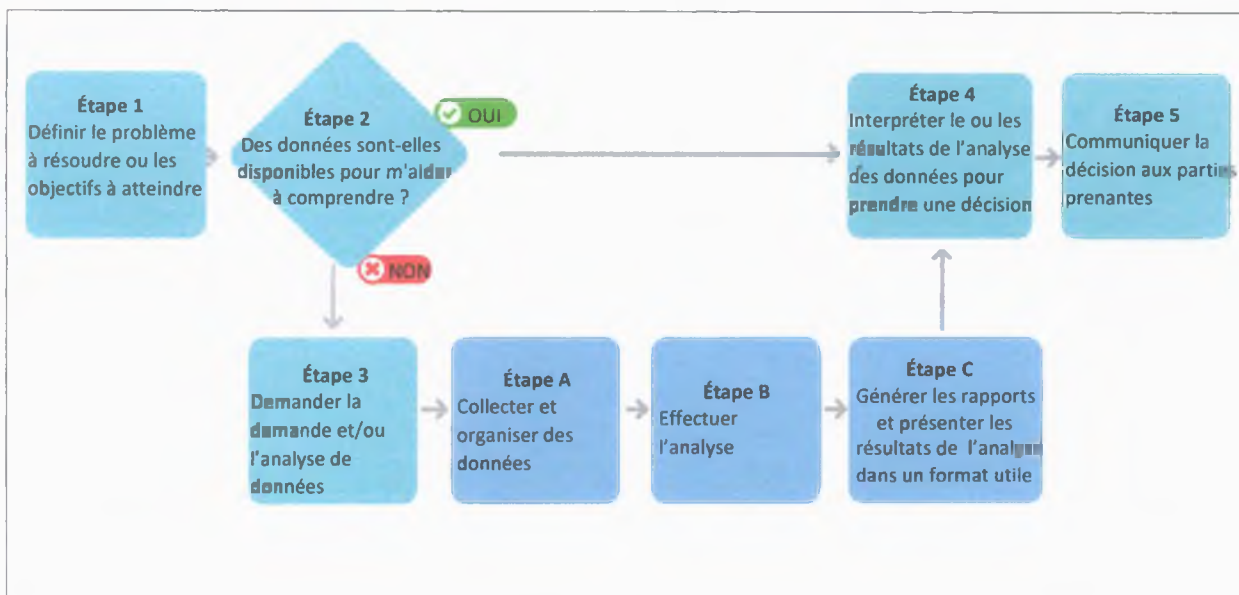 Étape 1
Définir le problème
à résoudre ou les
objectifs à atteindre
Étape 2
Des données sont-elles
disponibles pour m'aider
à comprendre ?
OUI
NON
Étape 4
Interpréter le ou les
résultats de l'analyse
des données pour
prendre une décision
Étape 5
Communiquer la
décision aux parties
prenantes
Étape 3
Demander la
demande et/ou
l'analyse de
données
Étape A
Collecter et
organiser des
données
Étape B
Effectuer
l'analyse
Étape C
Générer les rapports
et présenter les
résultats de l'analyse
dans un format utile